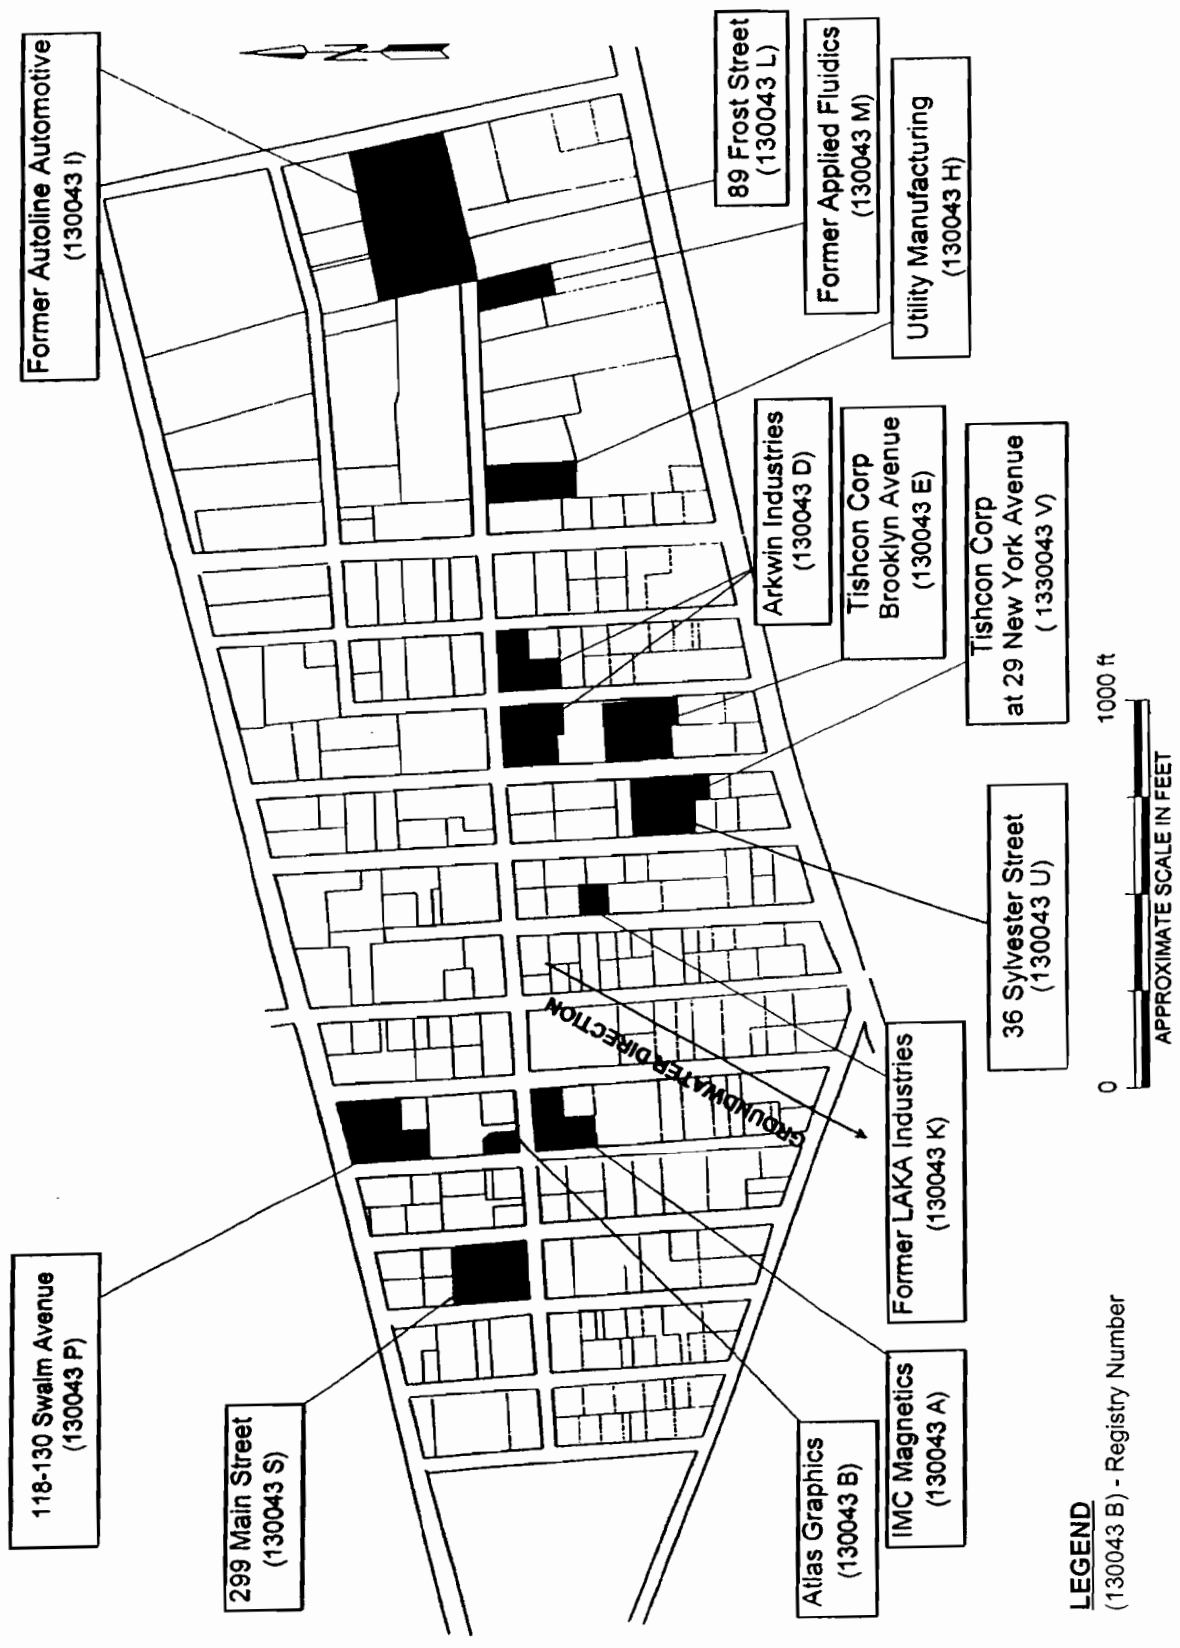 Former Autoline Automotive
(130043 I)
N
89 Frost Street
(130043 L)
Former Applied Fluidics
(130043 M)
Utility Manufacturing
(130043 H)
Arkwin Industries
(130043 D)
Tishcon Corp
Brooklyn Avenue
(130043 E)
Tishcon Corp
at 29 New York Avenue
(1330043 V)
36 Sylvester Street
(130043 U)
Former LAKA Industries
(130043 K)
IMC Magnetics
(130043 A)
Atlas Graphics
(130043 B)
299 Main Street
(130043 S)
118-130 Swalm Avenue
(130043 P)
GROUNDWATER DIRECTION
0
1000 ft
APPROXIMATE SCALE IN FEET
LEGEND
(130043 B) - Registry Number